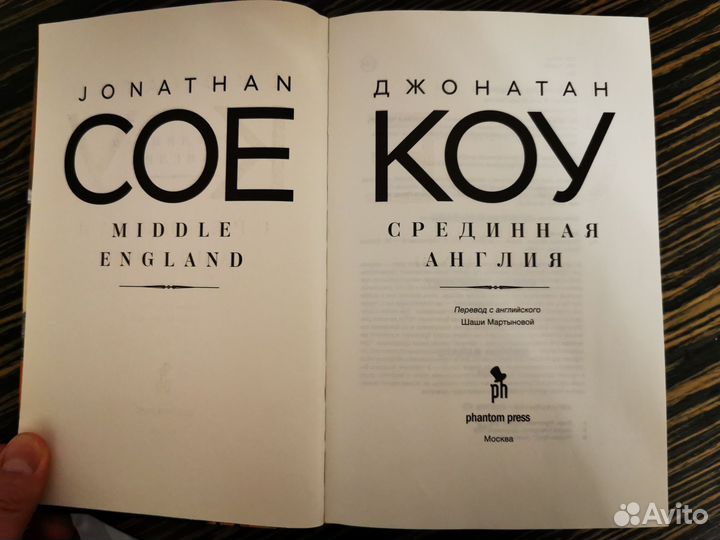 JONATHAN
COE
MIDDLE
ENGLAND
ДЖОНАТАН
КОУ
СРЕДИННАЯ
АНГЛИЯ
Перевод с английского
Шаши Мартыновой
ph
phantom press
Москва
Avito